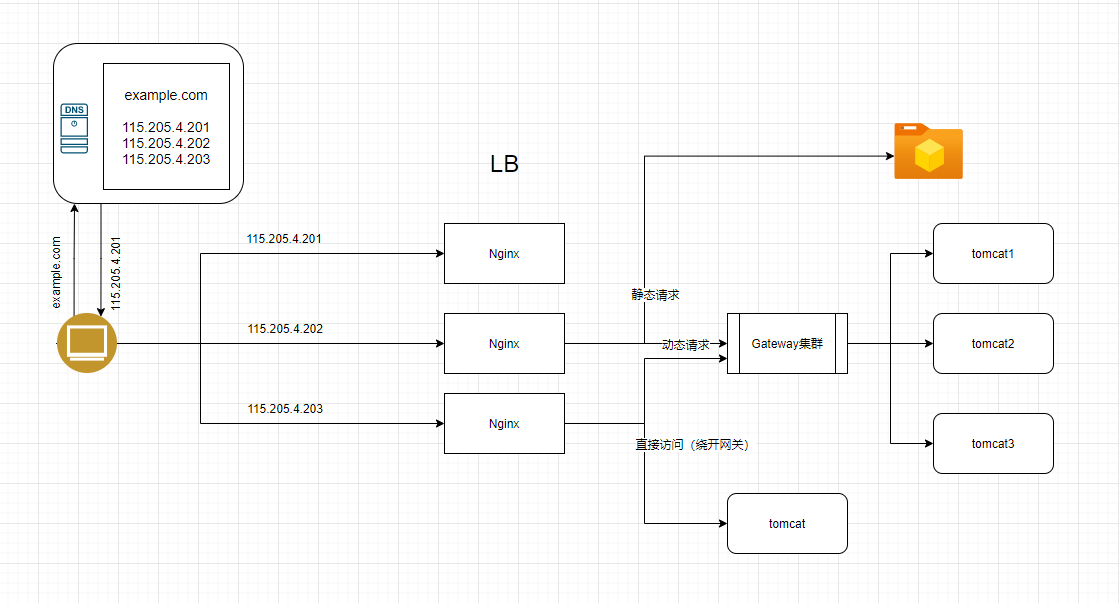 DNS
example.com
115.205.4.201
115.205.4.202
115.205.4.203
LB
example.com
115.205.4.201
115.205.4.201
Nginx
tomcat1
静态请求
115.205.4.202
Nginx
动态请求
Gateway集群
tomcat2
115.205.4.203
Nginx
直接访问（绕开网关）
tomcat3
tomcat